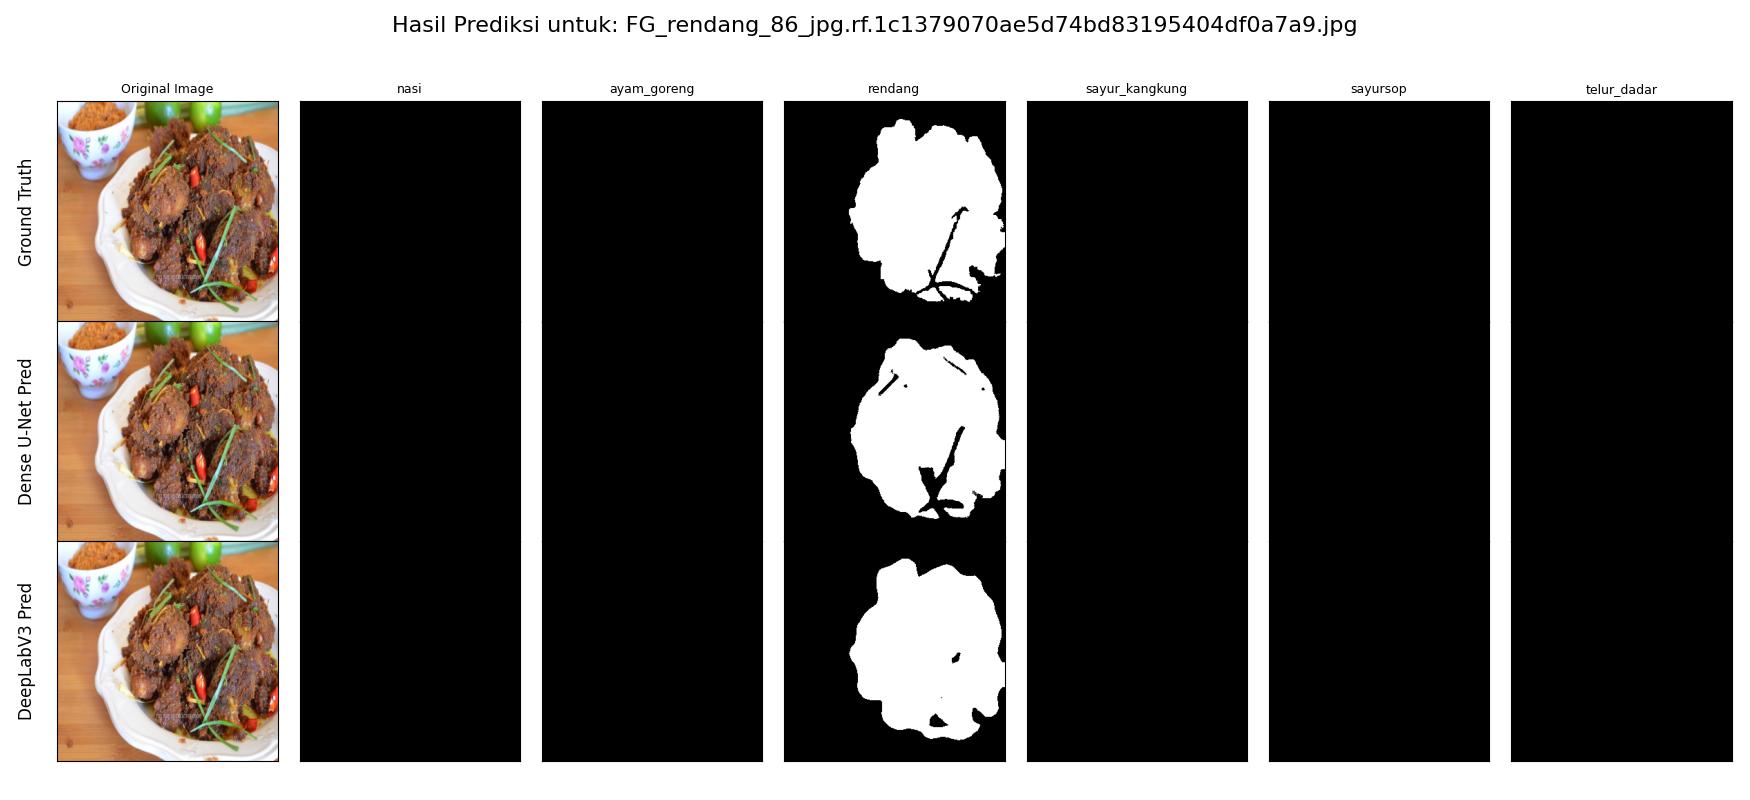 Hasil Prediksi untuk: FG_rendang_86_jpg.rf.1c1379070ae5d74bd83195404df0a7a9.jpg
Original Image nasi ayam_goreng rendang sayur_kangkung sayursop telur_dadar
Ground Truth
Dense U-Net Pred
DeepLabV3 Pred